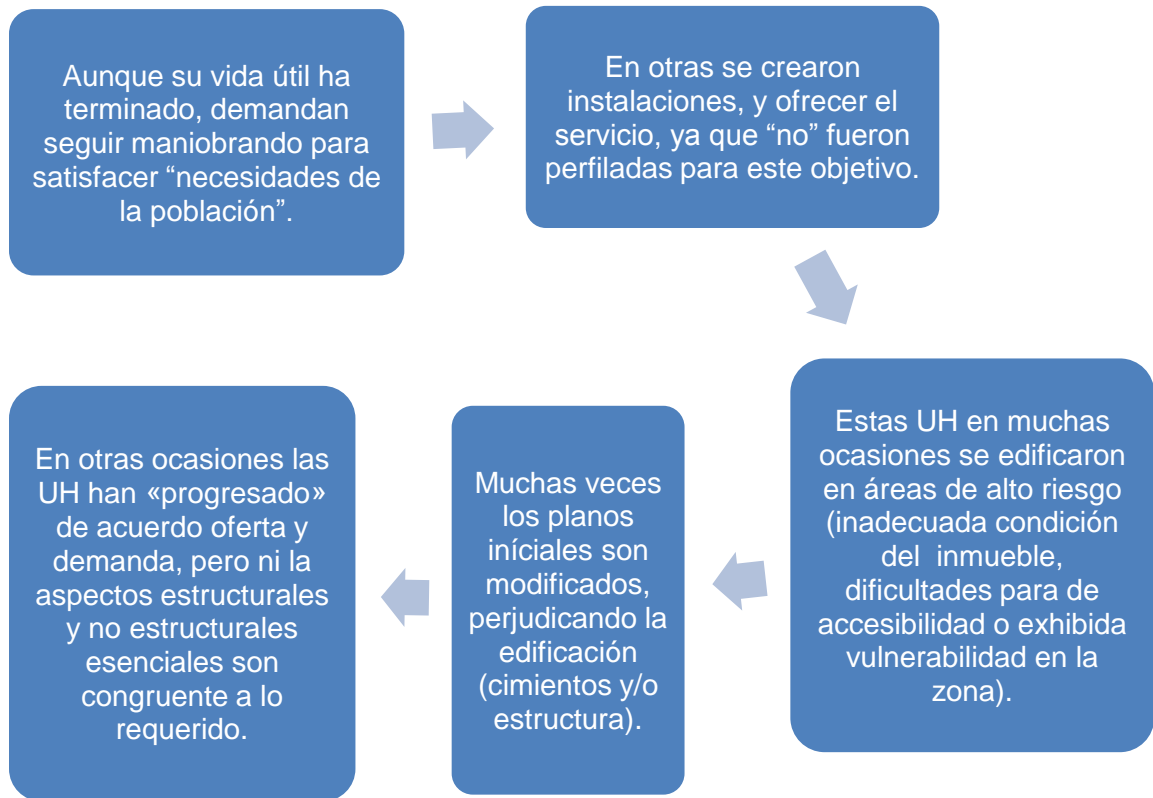 Aunque su vida útil ha
terminado, demandan
seguir maniobrando para
satisfacer “necesidades de
la población”.
En otras se crearon
instalaciones, y ofrecer el
servicio, ya que “no” fueron
perfiladas para este objetivo.
Estas UH en muchas
ocasiones se edificaron
en áreas de alto riesgo
(inadecuada condición
del inmueble,
dificultades para de
accesibilidad o exhibida
vulnerabilidad en la
zona).
Muchas veces
los planos
iníciales son
modificados,
perjudicando la
edificación
(cimientos y/o
estructura).
En otras ocasiones las
UH han «progresado»
de acuerdo oferta y
demanda, pero ni la
aspectos estructurales
y no estructurales
esenciales son
congruente a lo
requerido.